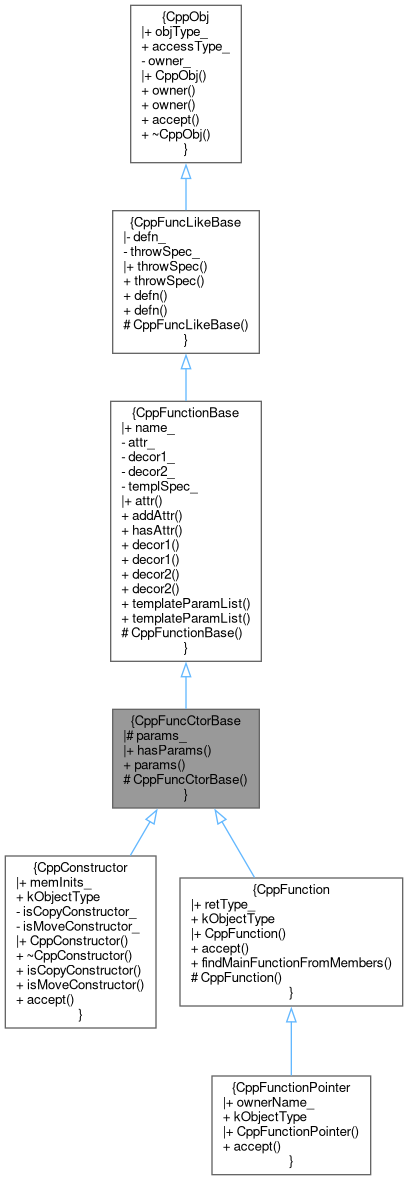 {CppObj
|+ objType_
+ accessType_
- owner_
|+ CppObj()
+ owner()
+ owner()
+ accept()
+ ~CppObj()
}
{CppFuncLikeBase
|- defn_
- throwSpec_
|+ throwSpec()
+ throwSpec()
+ defn()
+ defn()
# CppFuncLikeBase()
}
{CppFunctionBase
|+ name_
- attr_
- decor1_
- decor2_
- templSpec_
|+ attr()
+ addAttr()
+ hasAttr()
+ decor1()
+ decor1()
+ decor2()
+ decor2()
+ templateParamList()
+ templateParamList()
# CppFunctionBase()
}
{CppFuncCtorBase
|# params_
|+ hasParams()
+ params()
# CppFuncCtorBase()
}
{CppConstructor
|+ memInits_
+ kObjectType
- isCopyConstructor_
- isMoveConstructor_
|+ CppConstructor()
+ ~CppConstructor()
+ isCopyConstructor()
+ isMoveConstructor()
+ accept()
}
{CppFunction
|+ retType_
+ kObjectType
|+ CppFunction()
+ accept()
+ findMainFunctionFromMembers()
# CppFunction()
}
{CppFunctionPointer
|+ ownerName_
+ kObjectType
|+ CppFunctionPointer()
+ accept()
}